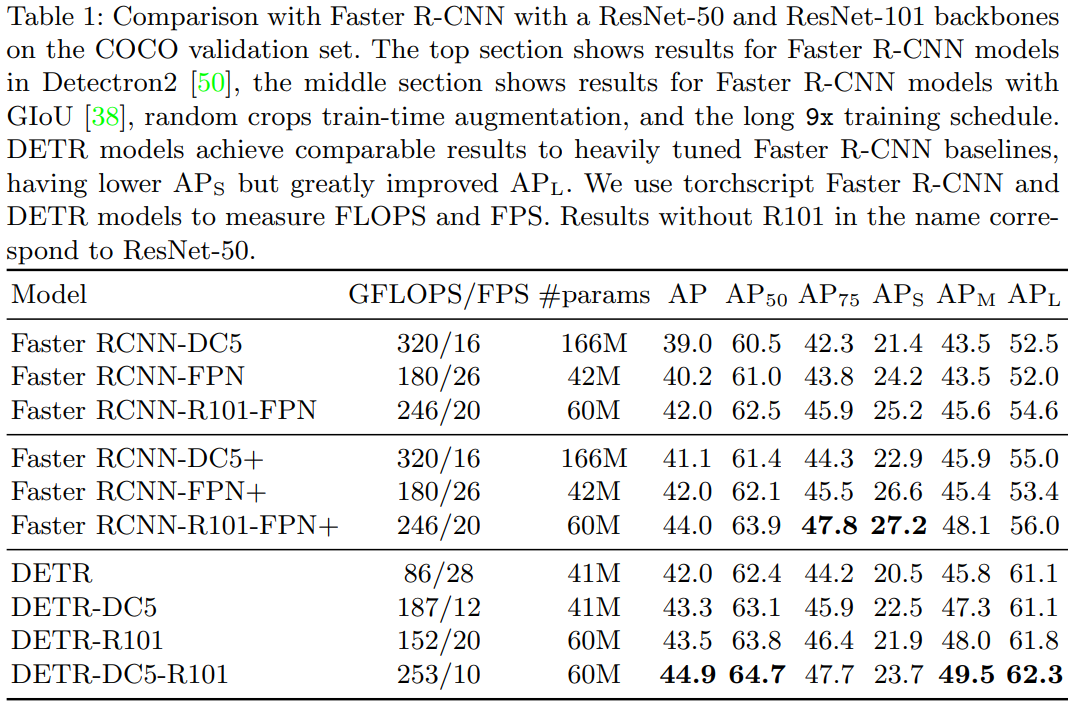 Table 1: Comparison with Faster R-CNN with a ResNet-50 and ResNet-101 backbones
on the COCO validation set. The top section shows results for Faster R-CNN models
in Detectron2 [50], the middle section shows results for Faster R-CNN models with
GIoU [38], random crops train-time augmentation, and the long 9x training schedule.
DETR models achieve comparable results to heavily tuned Faster R-CNN baselines,
having lower APS but greatly improved APL. We use torchscript Faster R-CNN and
DETR models to measure FLOPS and FPS. Results without R101 in the name corre-
spond to ResNet-50.
Model GFLOPS/FPS #params AP AP50 AP75 APS APM APL
Faster RCNN-DC5 320/16 166M 39.0 60.5 42.3 21.4 43.5 52.5
Faster RCNN-FPN 180/26 42M 40.2 61.0 43.8 24.2 43.5 52.0
Faster RCNN-R101-FPN 246/20 60M 42.0 62.5 45.9 25.2 45.6 54.6
Faster RCNN-DC5+ 320/16 166M 41.1 61.4 44.3 22.9 45.9 55.0
Faster RCNN-FPN+ 180/26 42M 42.0 62.1 45.5 26.6 45.4 53.4
Faster RCNN-R101-FPN+ 246/20 60M 44.0 63.9 47.8 27.2 48.1 56.0
DETR 86/28 41M 42.0 62.4 44.2 20.5 45.8 61.1
DETR-DC5 187/12 41M 43.3 63.1 45.9 22.5 47.3 61.1
DETR-R101 152/20 60M 43.5 63.8 46.4 21.9 48.0 61.8
DETR-DC5-R101 253/10 60M 44.9 64.7 47.7 23.7 49.5 62.3